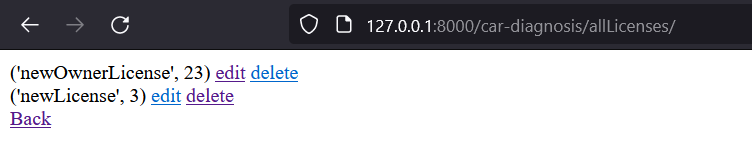 127.0.0.1:8000/car-diagnosis/allLicenses/
('newOwnerLicense', 23) edit delete
('newLicense', 3) edit delete
Back